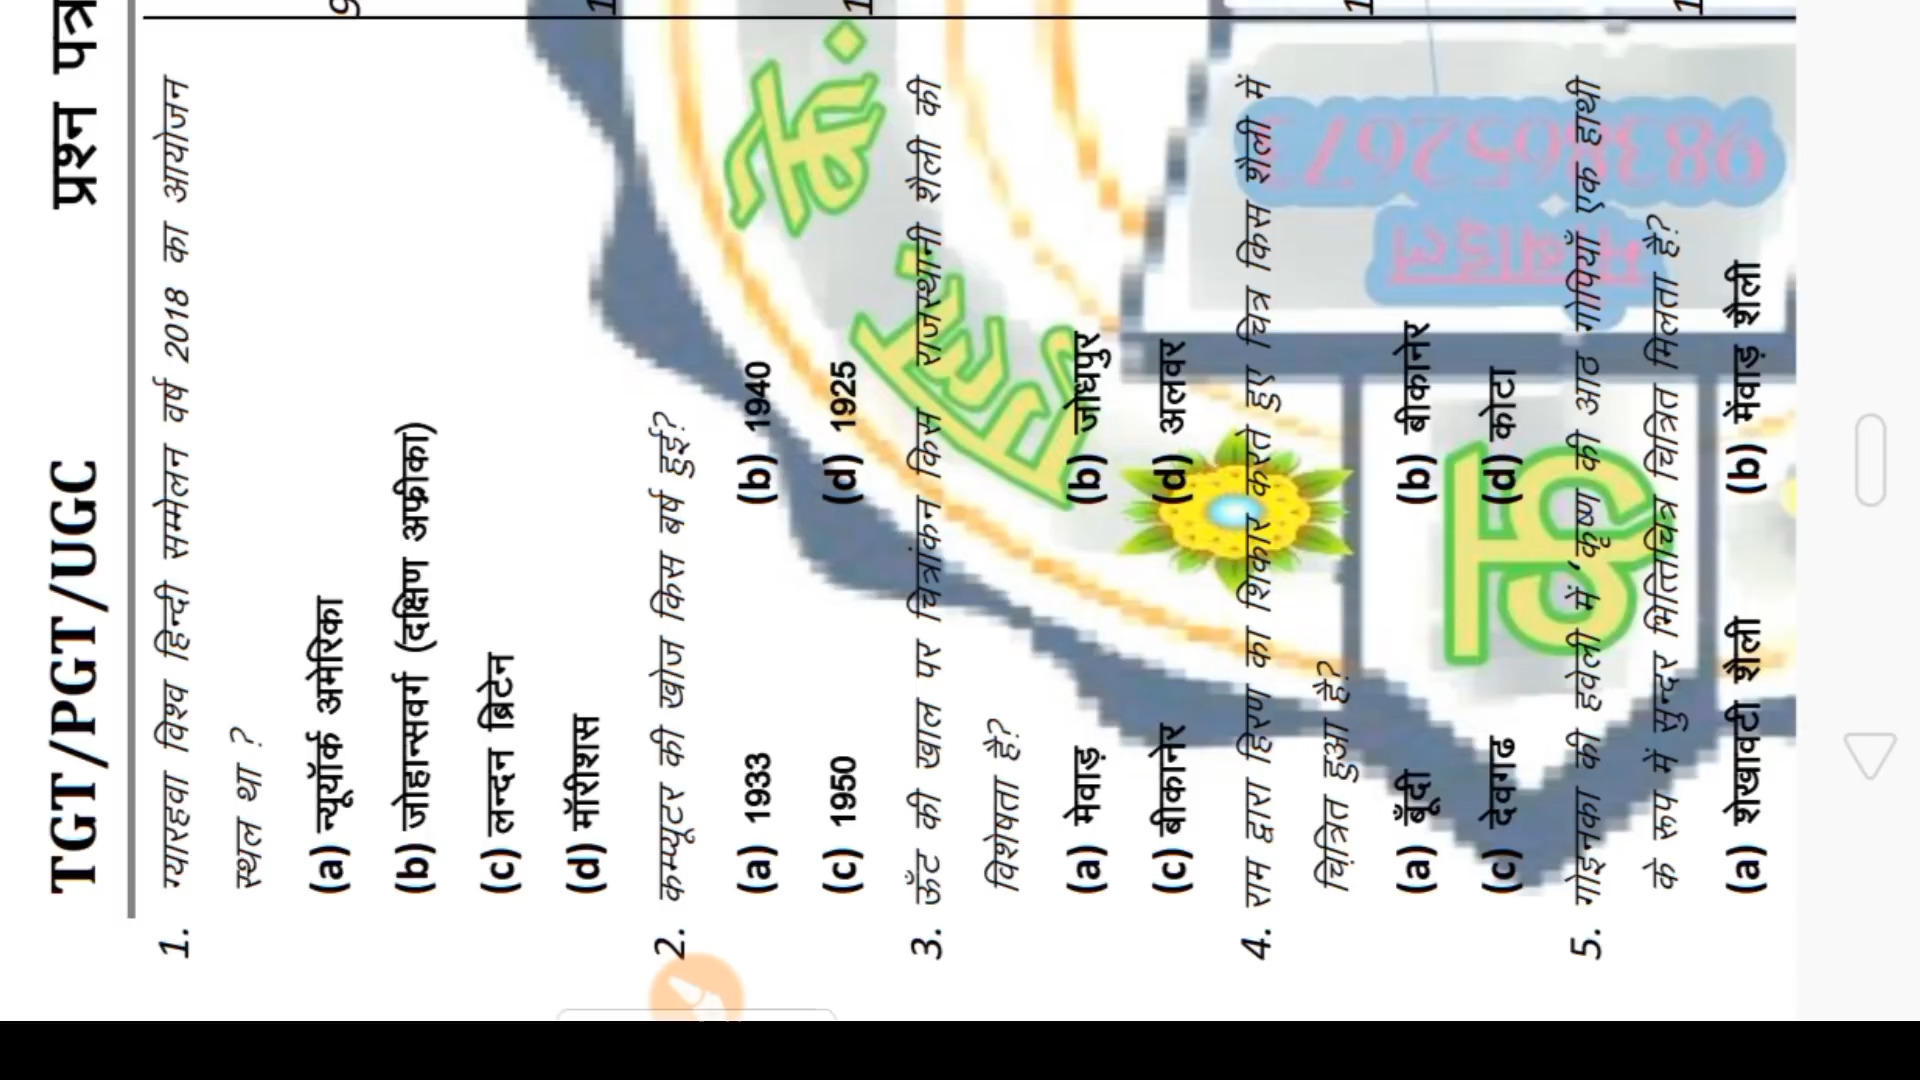 TGT/PGT/UGC प्रश्न पत्र
1. ग्यारहवा विश्व हिन्दी सम्मेलन वर्ष 2018 का आयोजन
स्थल था ?
(a) न्यूयॉर्क अमेरिका
(b) जोहान्सवर्ग (दक्षिण अफ्रीका)
(c) लन्दन ब्रिटेन
(d) मॉरीशस
2. कम्प्यूटर की खोज किस वर्ष हुई?
(a) 1933 (b) 1940
(c) 1950 (d) 1925
3. ऊँट की खाल पर चित्रांकन किस राजस्थानी शैली की
विशेषता है?
(a) मेवाड़ (b) जोधपुर
(c) बीकानेर (d) अलवर
4. राम द्वारा हिरण का शिकार करते हुए चित्र किस शैली में
चित्रित हुआ है?
(a) बूँदी (b) बीकानेर
(c) देवगढ (d) कोटा
5. गोइनका की हवेली में 'कृष्ण की आठ गोपियाँ एक हाथी
के रूप में सुन्दर भित्तिचित्र चित्रित मिलता है?
(a) शेखावटी शैली (b) मेंवाड़ शैली
मोबाइल